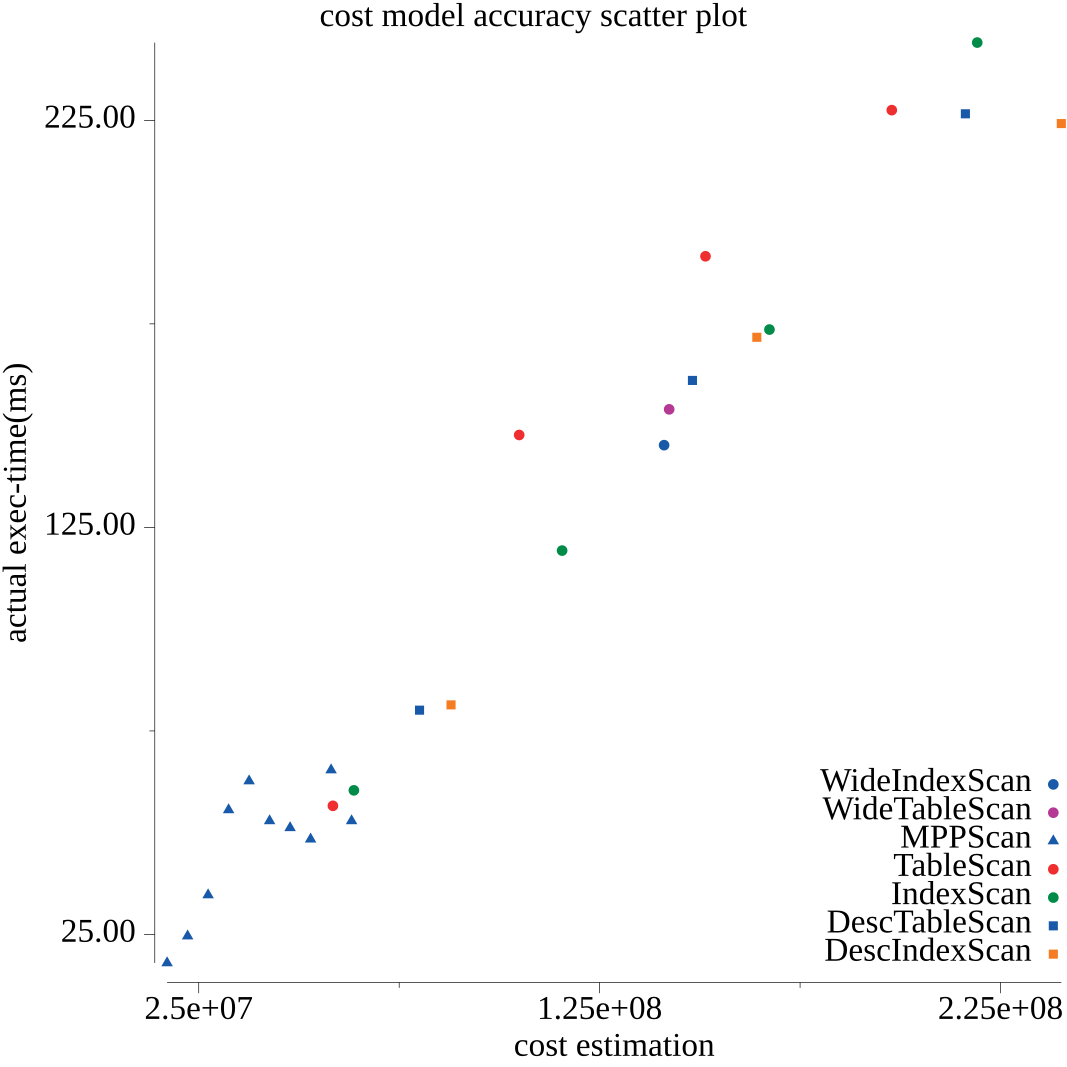 cost model accuracy scatter plot
225.00
125.00
25.00
actual exec-time(ms)
WideIndexScan
WideTableScan
MPPScan
TableScan
IndexScan
DescTableScan
DescIndexScan
2.5e+07
1.25e+08
2.25e+08
cost estimation